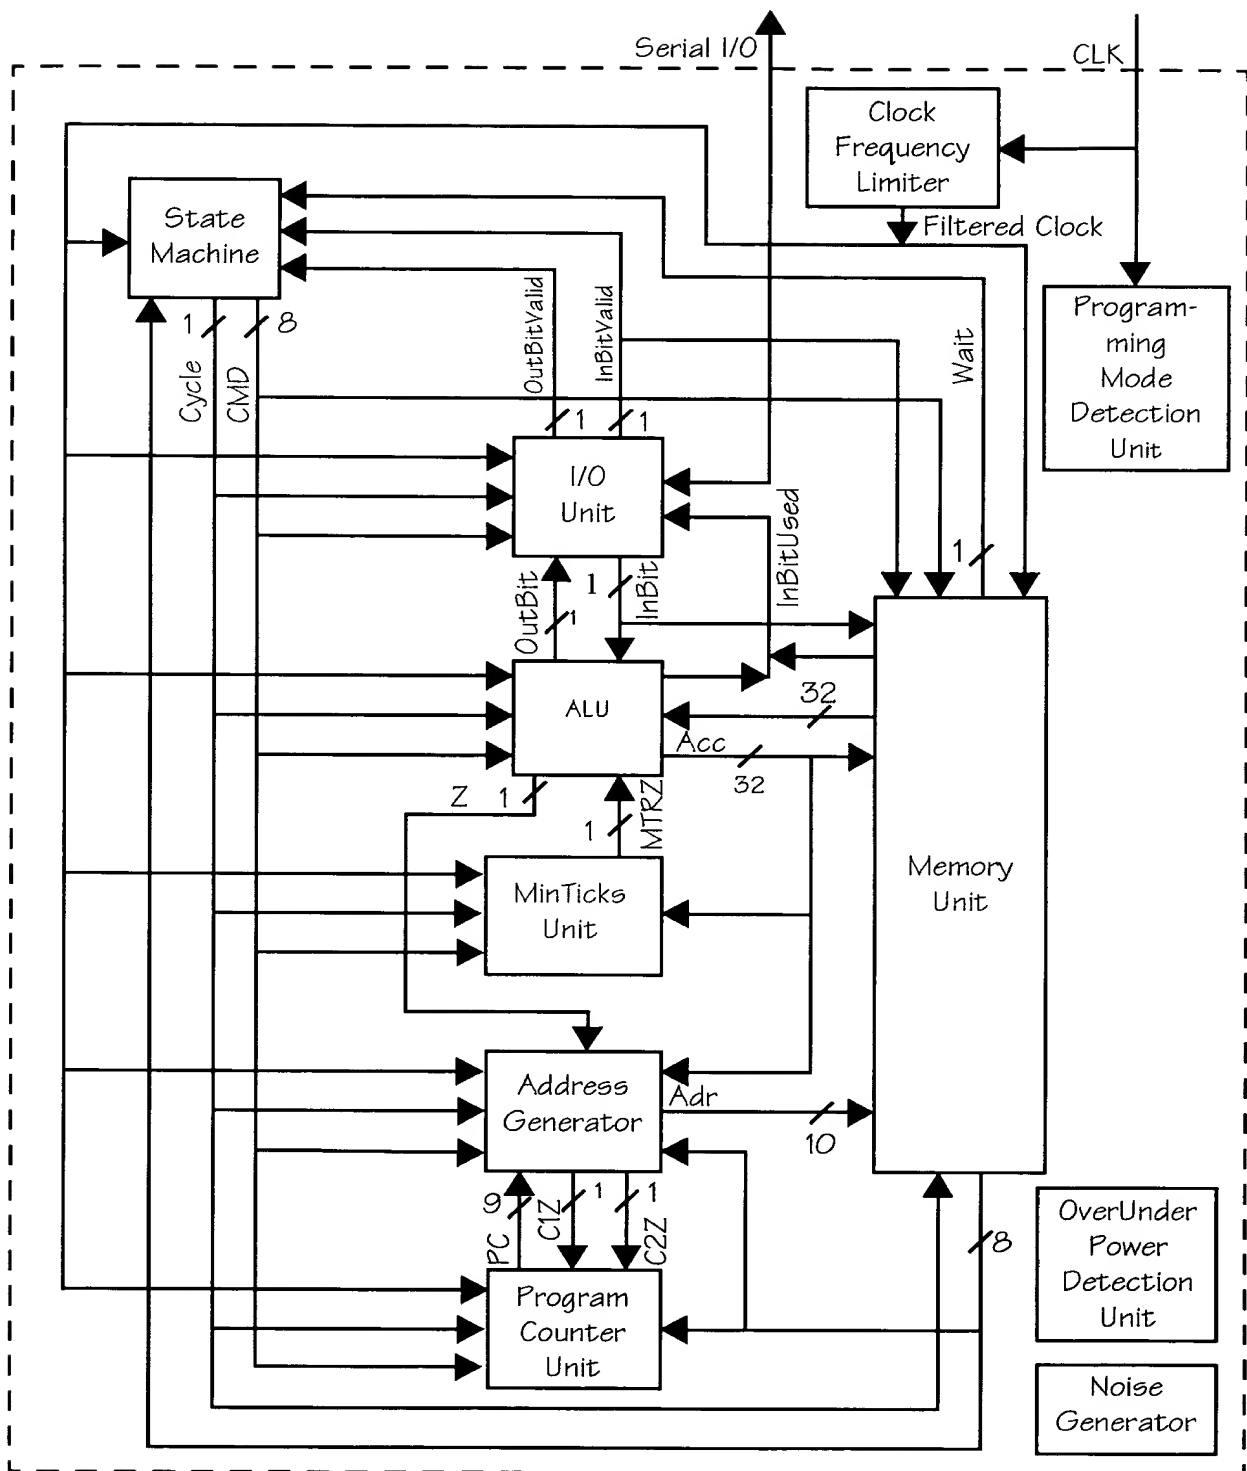 Serial I/O
CLK
Clock
Frequency
Limiter
Filtered Clock
State
Machine
Program-
ming
Mode
Detection
Unit
1
8
Cycle
CMD
OutBitValid
InBitValid
Wait
1
1
I/O
Unit
InBitUsed
1
OutBit
1
1
InBit
ALU
32
Acc
32
Z
1
1
MTRZ
MinTicks
Unit
Memory
Unit
Address
Generator
Adr
10
9
PC
C1Z
1
1
C2Z
8
Program
Counter
Unit
OverUnder
Power
Detection
Unit
Noise
Generator